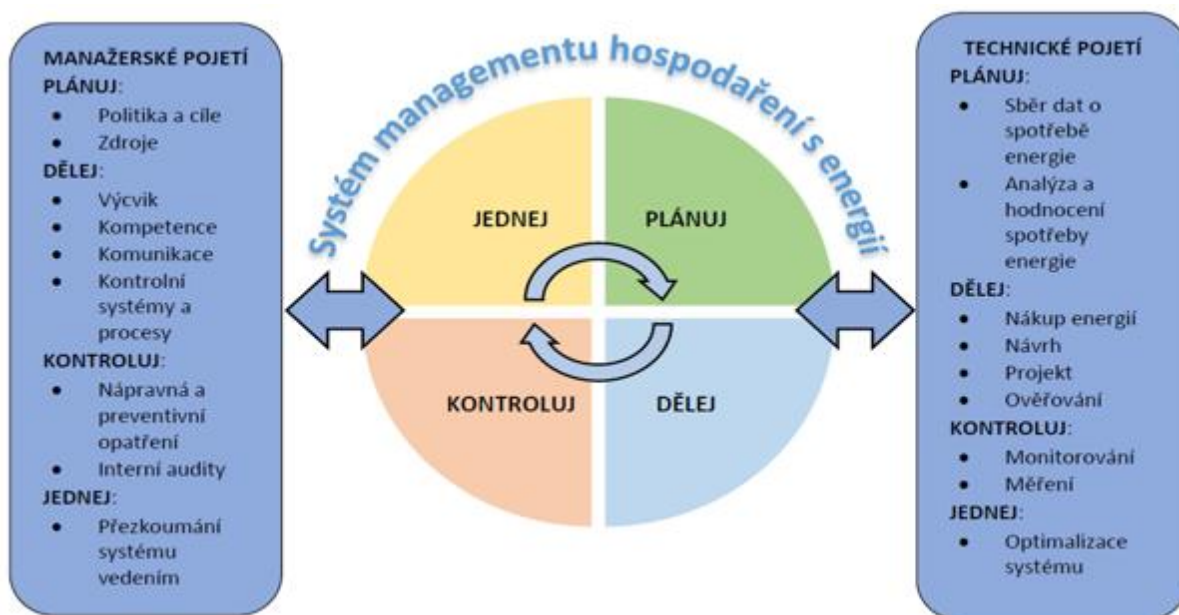 MANAŽERSKÉ POJETÍ
PLÁNUJ:
● Politika a cíle
● Zdroje
DĚLEJ:
● Výcvik
● Kompetence
● Komunikace
● Kontrolní
systémy a
procesy
KONTROLUJ:
● Nápravná a
preventivní
opatření
● Interní audity
JEDNEJ:
● Přezkoumání
systému
vedením
Systém managementu hospodaření s energií
JEDNEJ
PLÁNUJ
KONTROLUJ
DĚLEJ
TECHNICKÉ POJETÍ
PLÁNUJ:
● Sběr dat o
spotřebě
energie
● Analýza a
hodnocení
spotřeby
energie
DĚLEJ:
● Nákup energií
● Návrh
● Projekt
● Ověřování
KONTROLUJ:
● Monitorování
● Měření
JEDNEJ:
● Optimalizace
systému